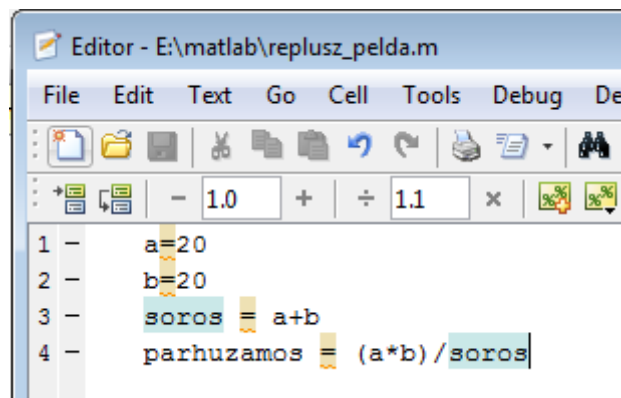 Editor - E:\matlab\replusz_pelda.m
File Edit Text Go Cell Tools Debug De
1.0 1.1
1 - a=20
2 - b=20
3 - soros = a+b
4 - parhuzamos = (a*b)/soros